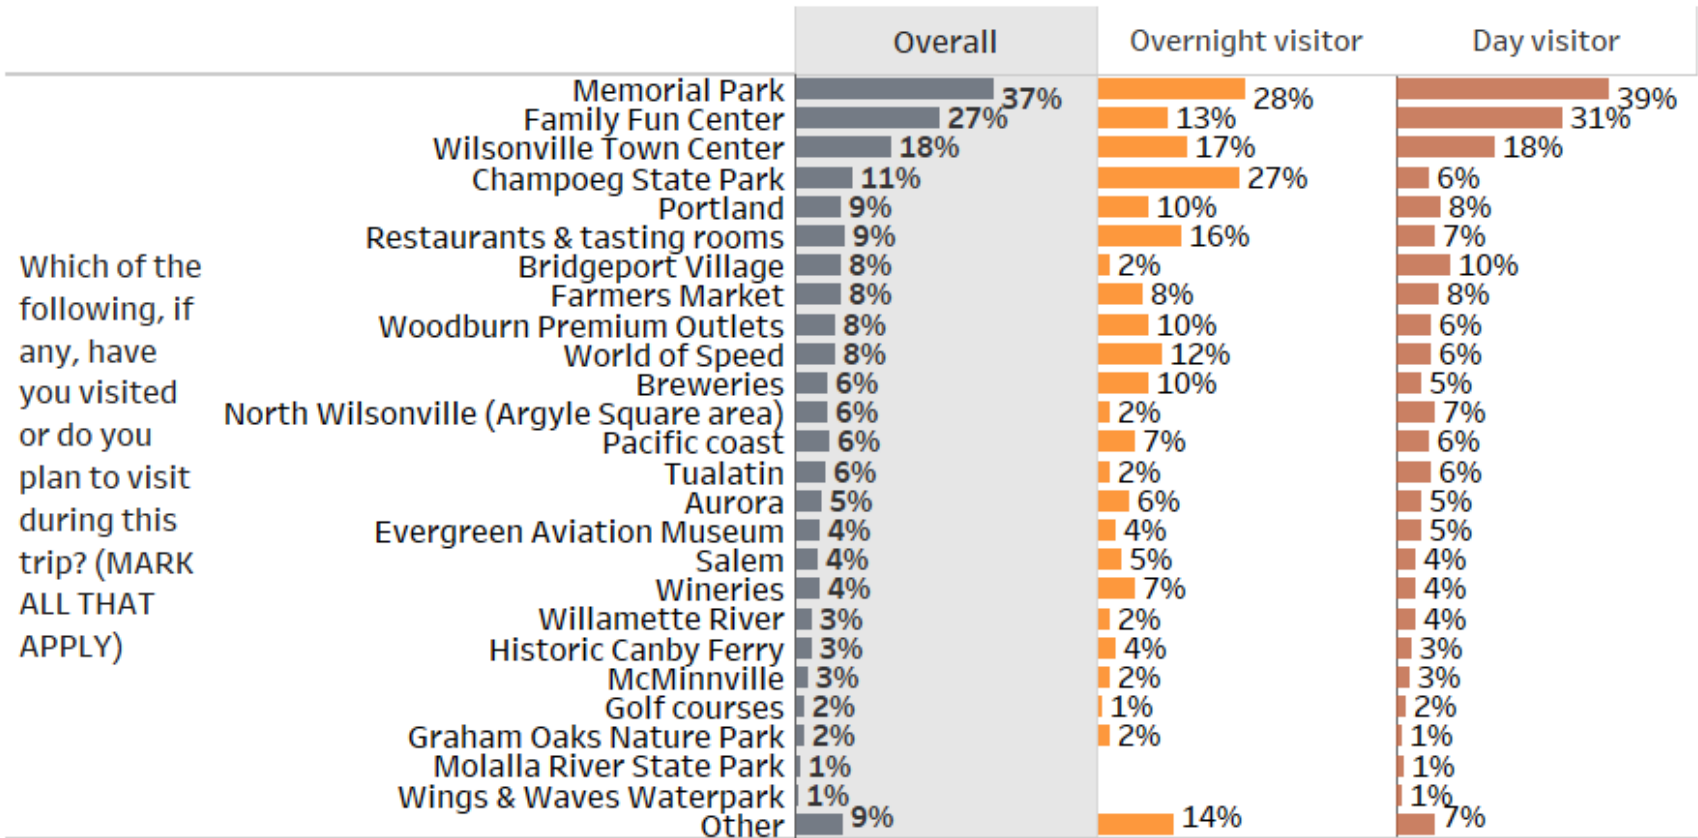 Overall Overnight visitor Day visitor
Which of the
following, if
any, have
you visited
or do you
plan to visit
during this
trip? (MARK
ALL THAT
APPLY)
Memorial Park 37% 28% 39%
Family Fun Center 27% 13% 31%
Wilsonville Town Center 18% 17% 18%
Champoeg State Park 11% 27% 6%
Portland 9% 10% 8%
Restaurants & tasting rooms 9% 16% 7%
Bridgeport Village 8% 2% 10%
Farmers Market 8% 8% 8%
Woodburn Premium Outlets 8% 10% 6%
World of Speed 8% 12% 6%
Breweries 6% 10% 5%
North Wilsonville (Argyle Square area) 6% 2% 7%
Pacific coast 6% 7% 6%
Tualatin 6% 2% 6%
Aurora 5% 6% 5%
Evergreen Aviation Museum 4% 4% 5%
Salem 4% 5% 4%
Wineries 4% 7% 4%
Willamette River 3% 2% 4%
Historic Canby Ferry 3% 4% 3%
McMinnville 3% 2% 3%
Golf courses 2% 1% 2%
Graham Oaks Nature Park 2% 2% 1%
Molalla River State Park 1% 1%
Wings & Waves Waterpark 1% 1%
Other 9% 14% 7%